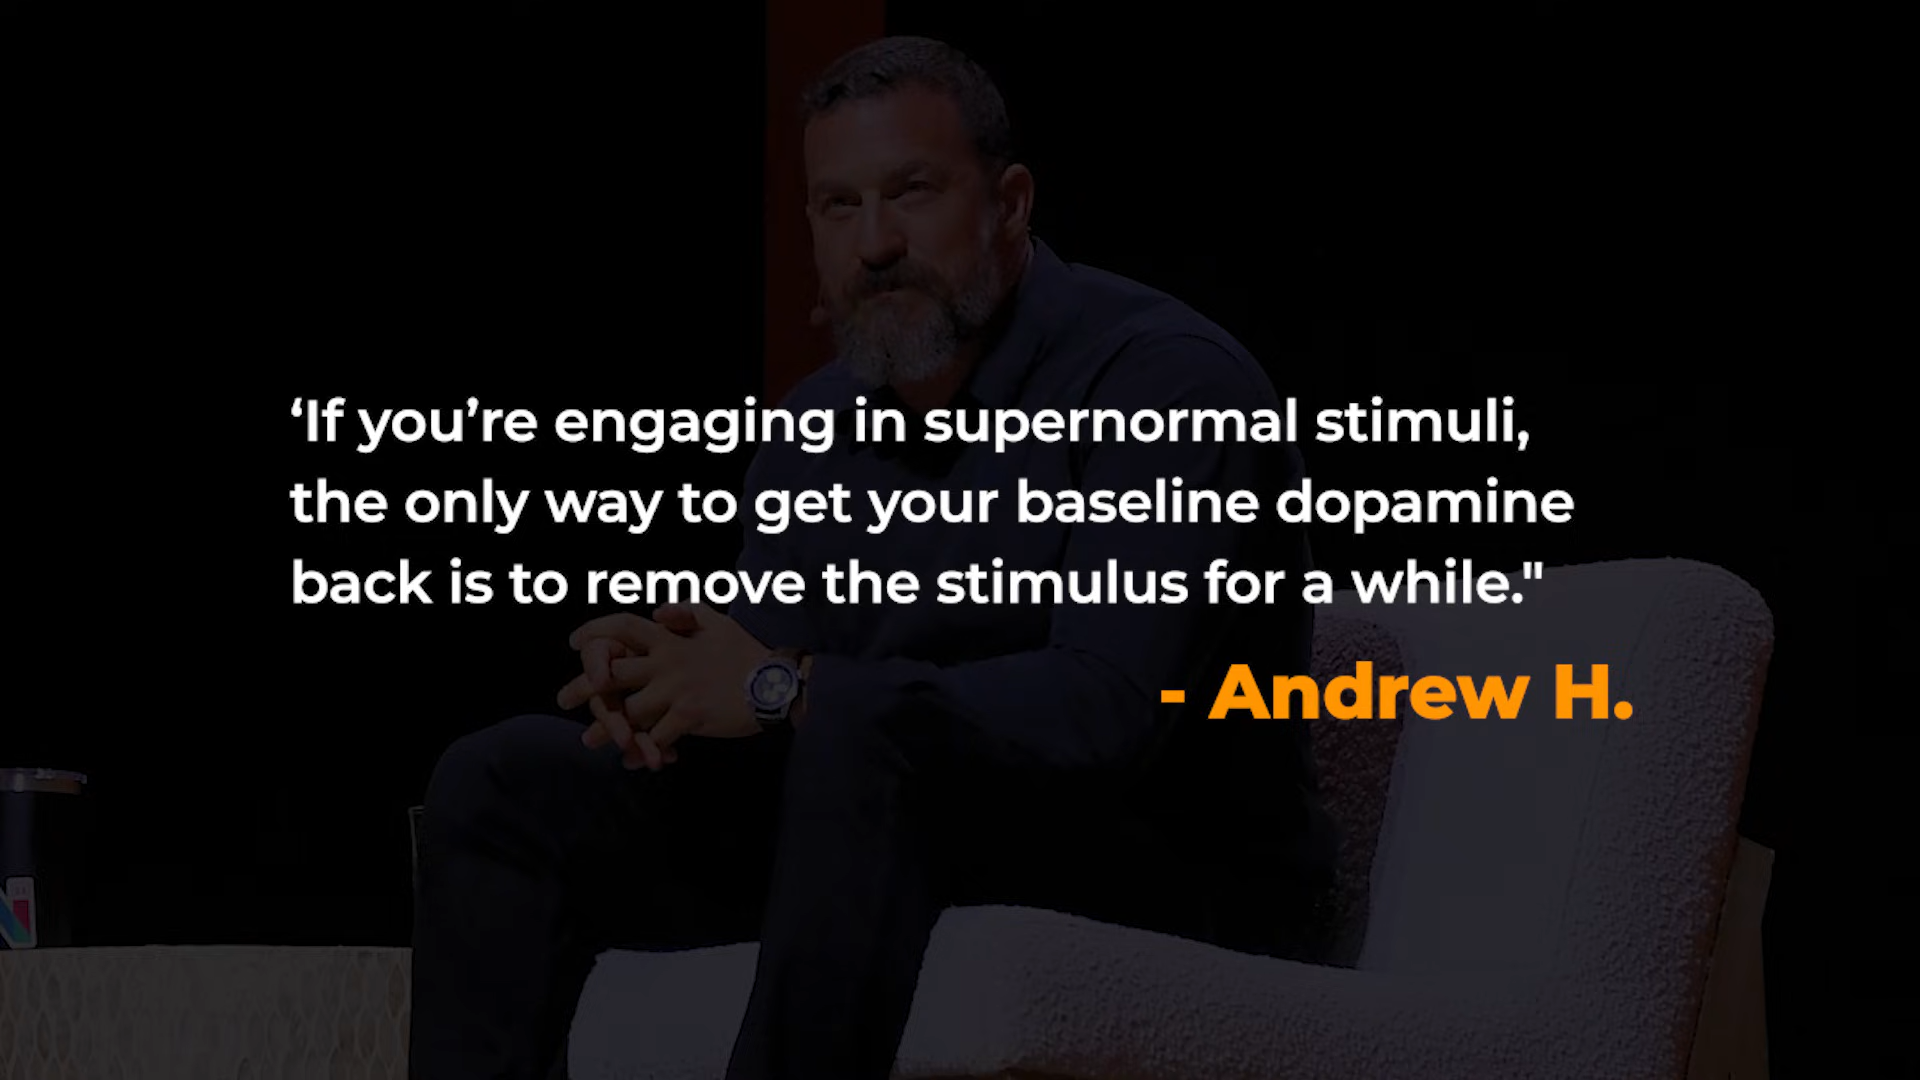 ‘If you’re engaging in supernormal stimuli,
the only way to get your baseline dopamine
back is to remove the stimulus for a while."
- Andrew H.